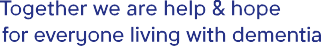 Together we are help & hope
for everyone living with dementia